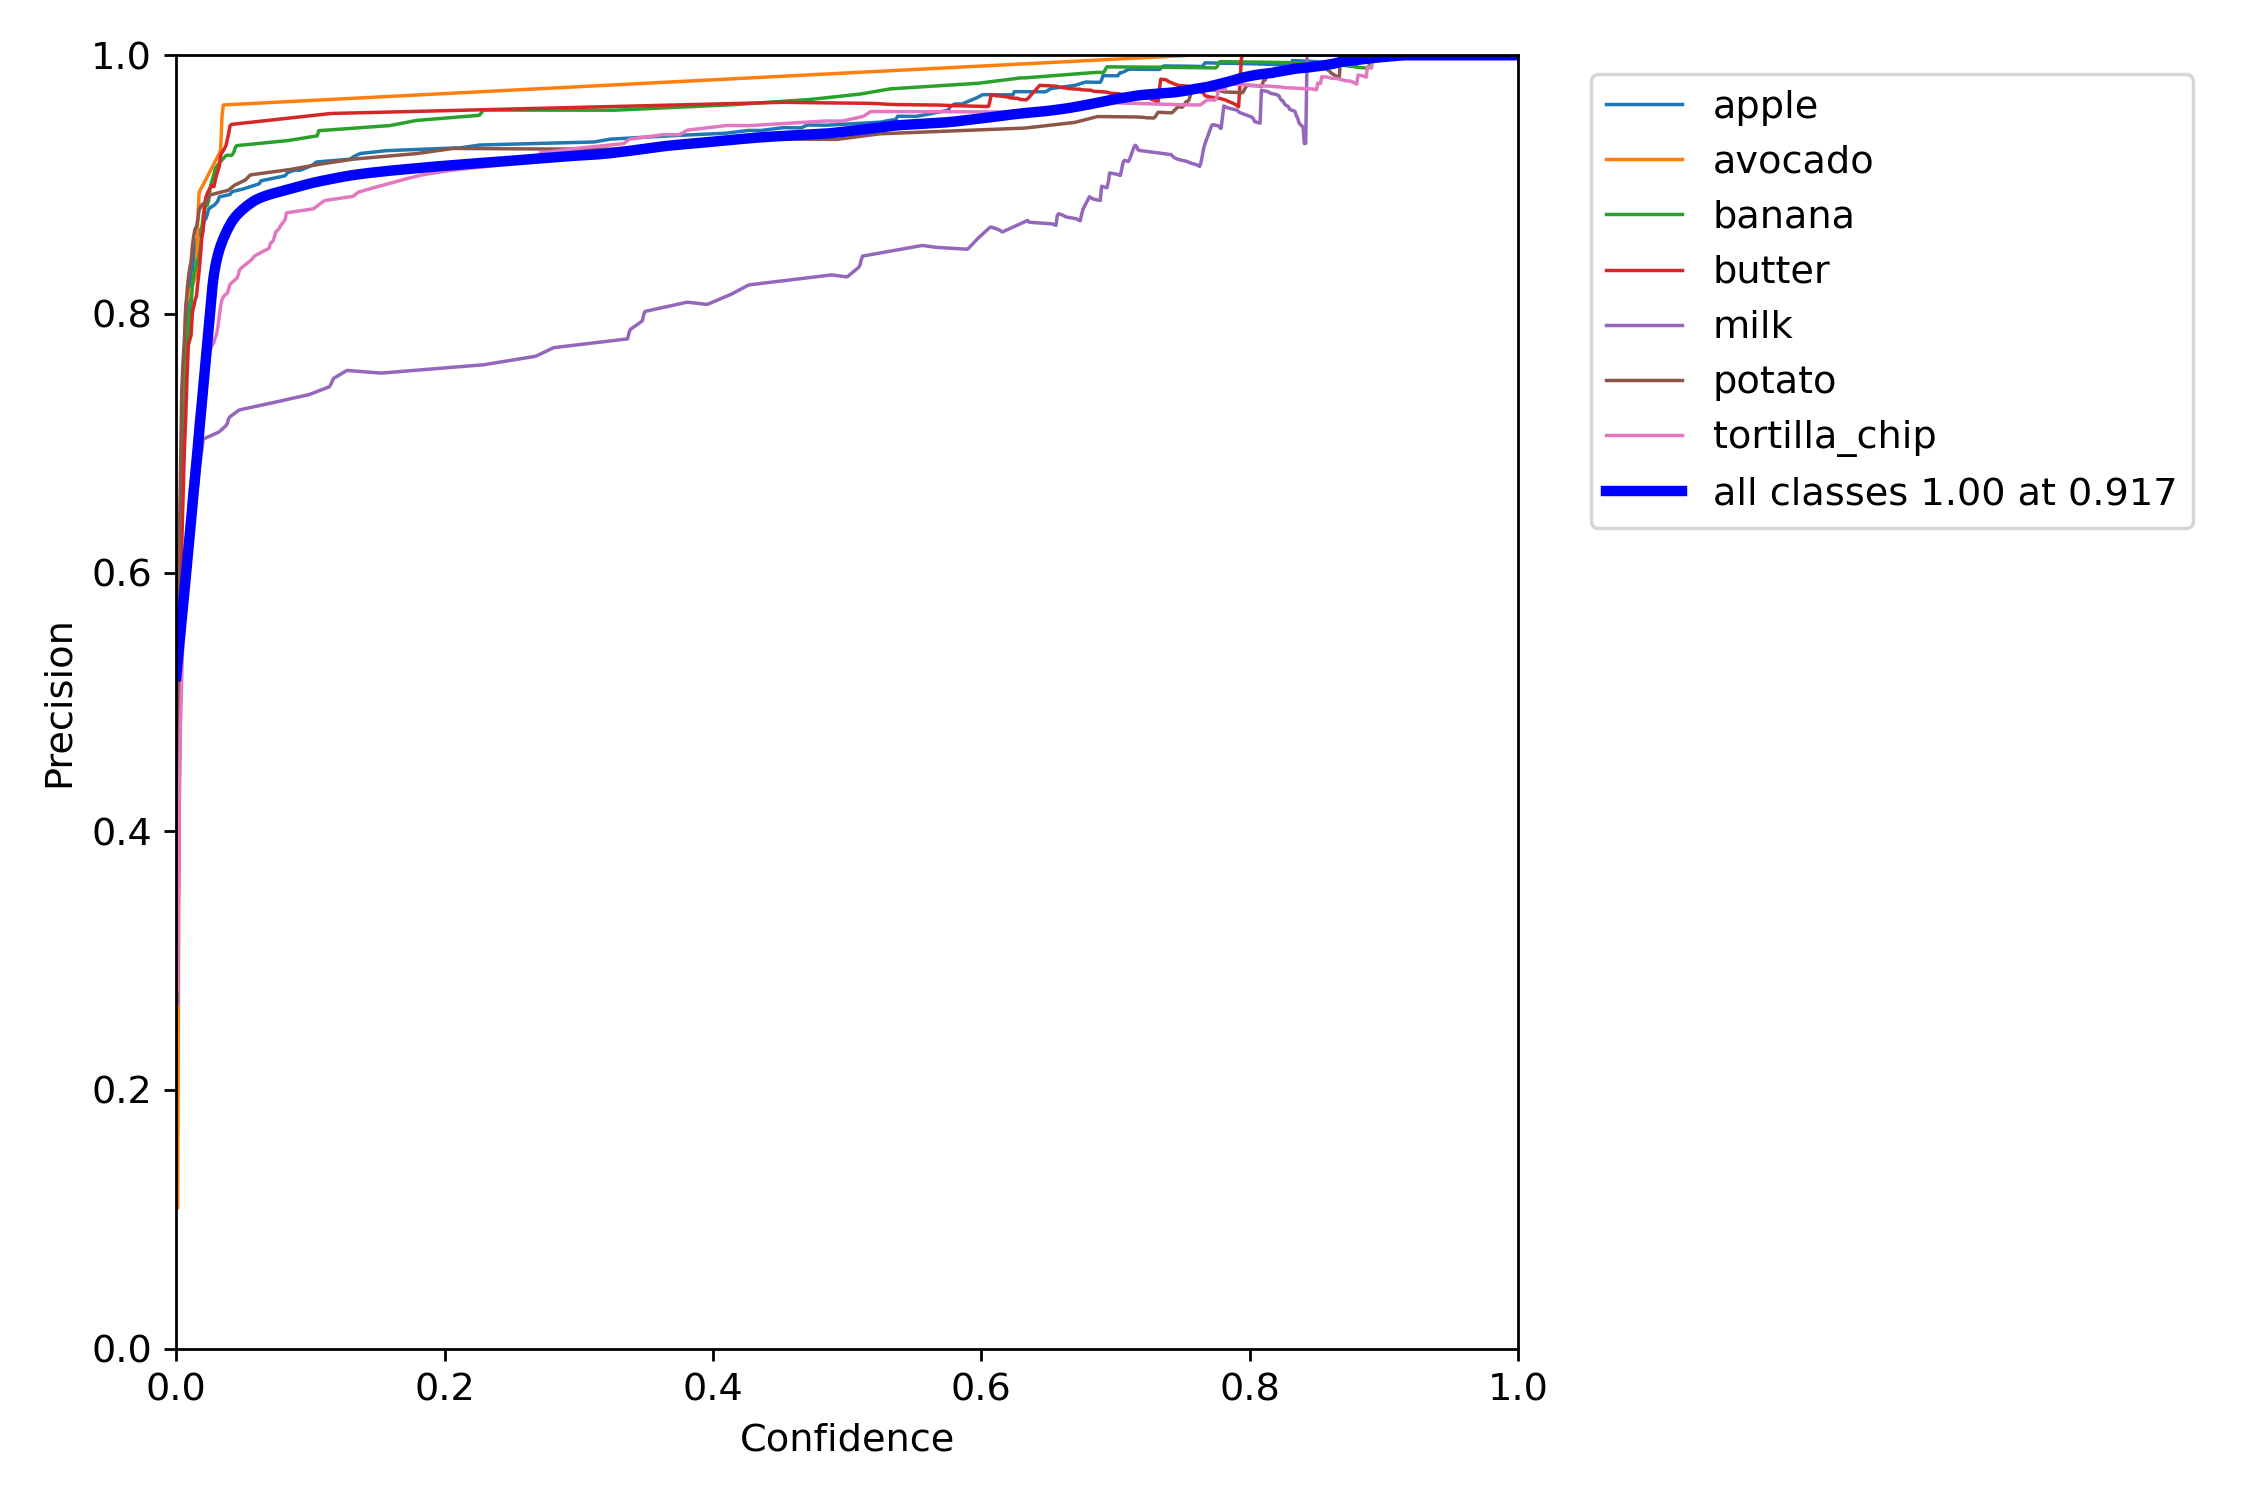 1.0
0.8
0.6
0.4
0.2
0.0
Precision
0.0 0.2 0.4 0.6 0.8 1.0
Confidence
apple
avocado
banana
butter
milk
potato
tortilla_chip
all classes 1.00 at 0.917